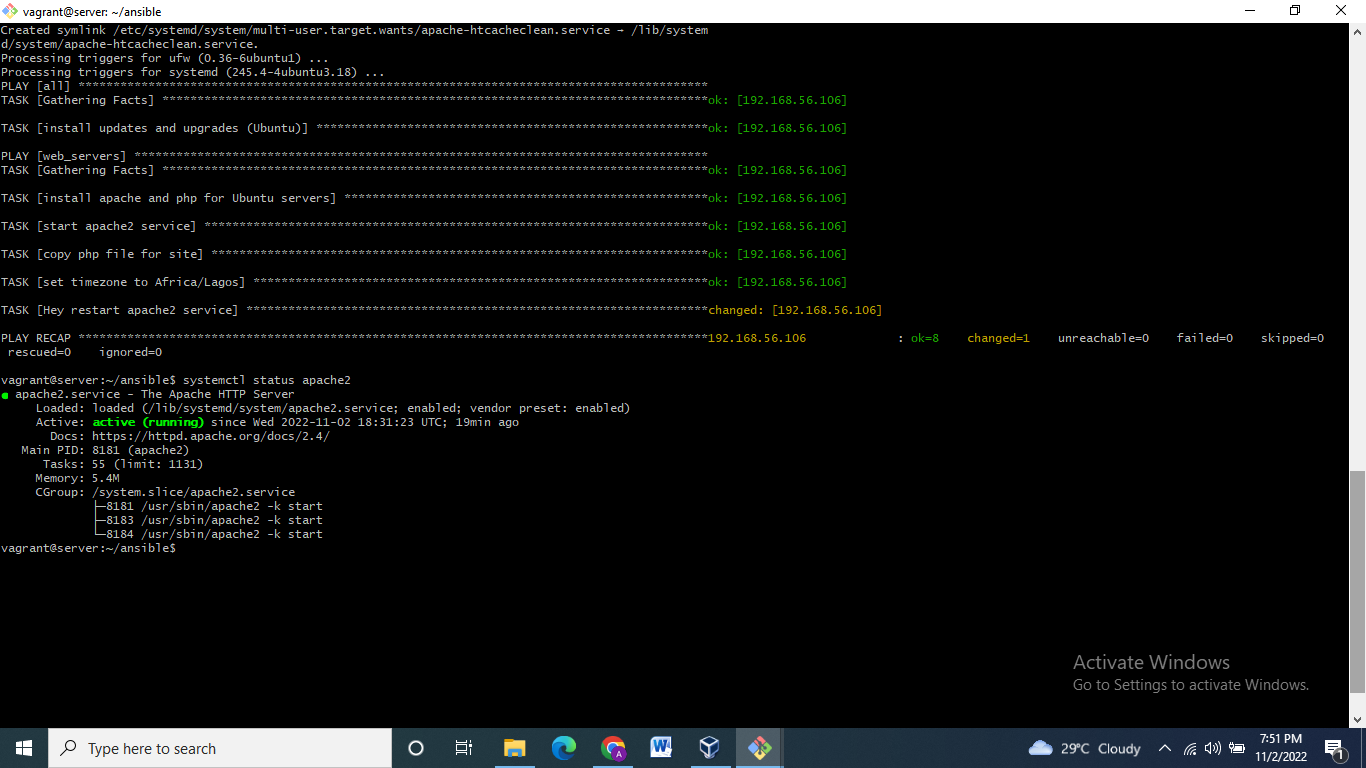 vagrant@server: ~/ansible
Created symlink /etc/systemd/system/multi-user.target.wants/apache-htcacheclean.service → /lib/system
d/system/apache-htcacheclean.service.
Processing triggers for ufw (0.36-6ubuntu1) ...
Processing triggers for systemd (245.4-4ubuntu3.18) ...
PLAY [all] ******************************************************************************************
TASK [Gathering Facts] ******************************************************************************ok: [192.168.56.106]
TASK [install updates and upgrades (Ubuntu)] ********************************************************ok: [192.168.56.106]
PLAY [web_servers] **********************************************************************************
TASK [Gathering Facts] ******************************************************************************ok: [192.168.56.106]
TASK [install apache and php for Ubuntu servers] ****************************************************ok: [192.168.56.106]
TASK [start apache2 service] ************************************************************************ok: [192.168.56.106]
TASK [copy php file for site] ***********************************************************************ok: [192.168.56.106]
TASK [set timezone to Africa/Lagos] *****************************************************************ok: [192.168.56.106]
TASK [Hey restart apache2 service] ******************************************************************changed: [192.168.56.106]
PLAY RECAP ******************************************************************************************192.168.56.106             : ok=8    changed=1    unreachable=0    failed=0    skipped=0
rescued=0    ignored=0
vagrant@server:~/ansible$ systemctl status apache2
● apache2.service - The Apache HTTP Server
Loaded: loaded (/lib/systemd/system/apache2.service; enabled; vendor preset: enabled)
Active: active (running) since Wed 2022-11-02 18:31:23 UTC; 19min ago
Docs: https://httpd.apache.org/docs/2.4/
Main PID: 8181 (apache2)
Tasks: 55 (limit: 1131)
Memory: 5.4M
CGroup: /system.slice/apache2.service
├─8181 /usr/sbin/apache2 -k start
├─8183 /usr/sbin/apache2 -k start
└─8184 /usr/sbin/apache2 -k start
vagrant@server:~/ansible$
Activate Windows
Go to Settings to activate Windows.
Type here to search
A
W
29°C Cloudy
7:51 PM
11/2/2022
1